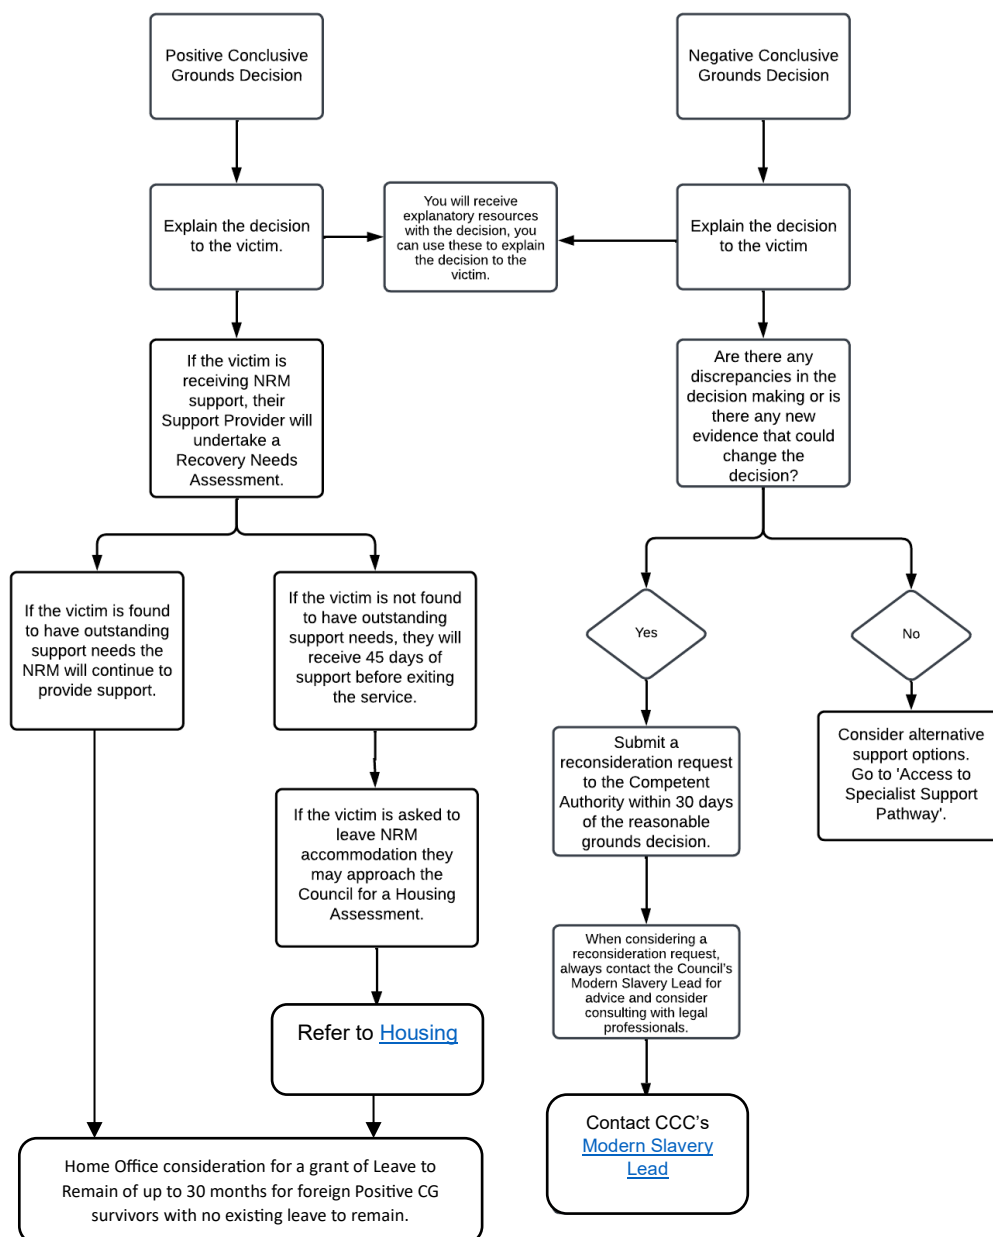 Positive Conclusive
Grounds Decision
Negative Conclusive
Grounds Decision
Explain the decision
to the victim.
You will receive
explanatory resources
with the decision, you
can use these to explain
the decision to the
victim.
Explain the decision
to the victim
If the victim is
receiving NRM
support, their
Support Provider will
undertake a
Recovery Needs
Assessment.
Are there any
discrepancies in the
decision making or is
there any new
evidence that could
change the
decision?
If the victim is found
to have outstanding
support needs the
NRM will continue to
provide support.
If the victim is not found
to have outstanding
support needs, they will
receive 45 days of
support before exiting
the service.
Yes
No
Submit a
reconsideration request
to the Competent
Authority within 30 days
of the reasonable
grounds decision.
Consider alternative
support options.
Go to 'Access to
Specialist Support
Pathway'.
If the victim is asked to
leave NRM
accommodation they
may approach the
Council for a Housing
Assessment.
When considering a
reconsideration request,
always contact the Council's
Modern Slavery Lead for
advice and consider
consulting with legal
professionals.
Refer to Housing
Contact CCC's
Modern Slavery
Lead
Home Office consideration for a grant of Leave to
Remain of up to 30 months for foreign Positive CG
survivors with no existing leave to remain.